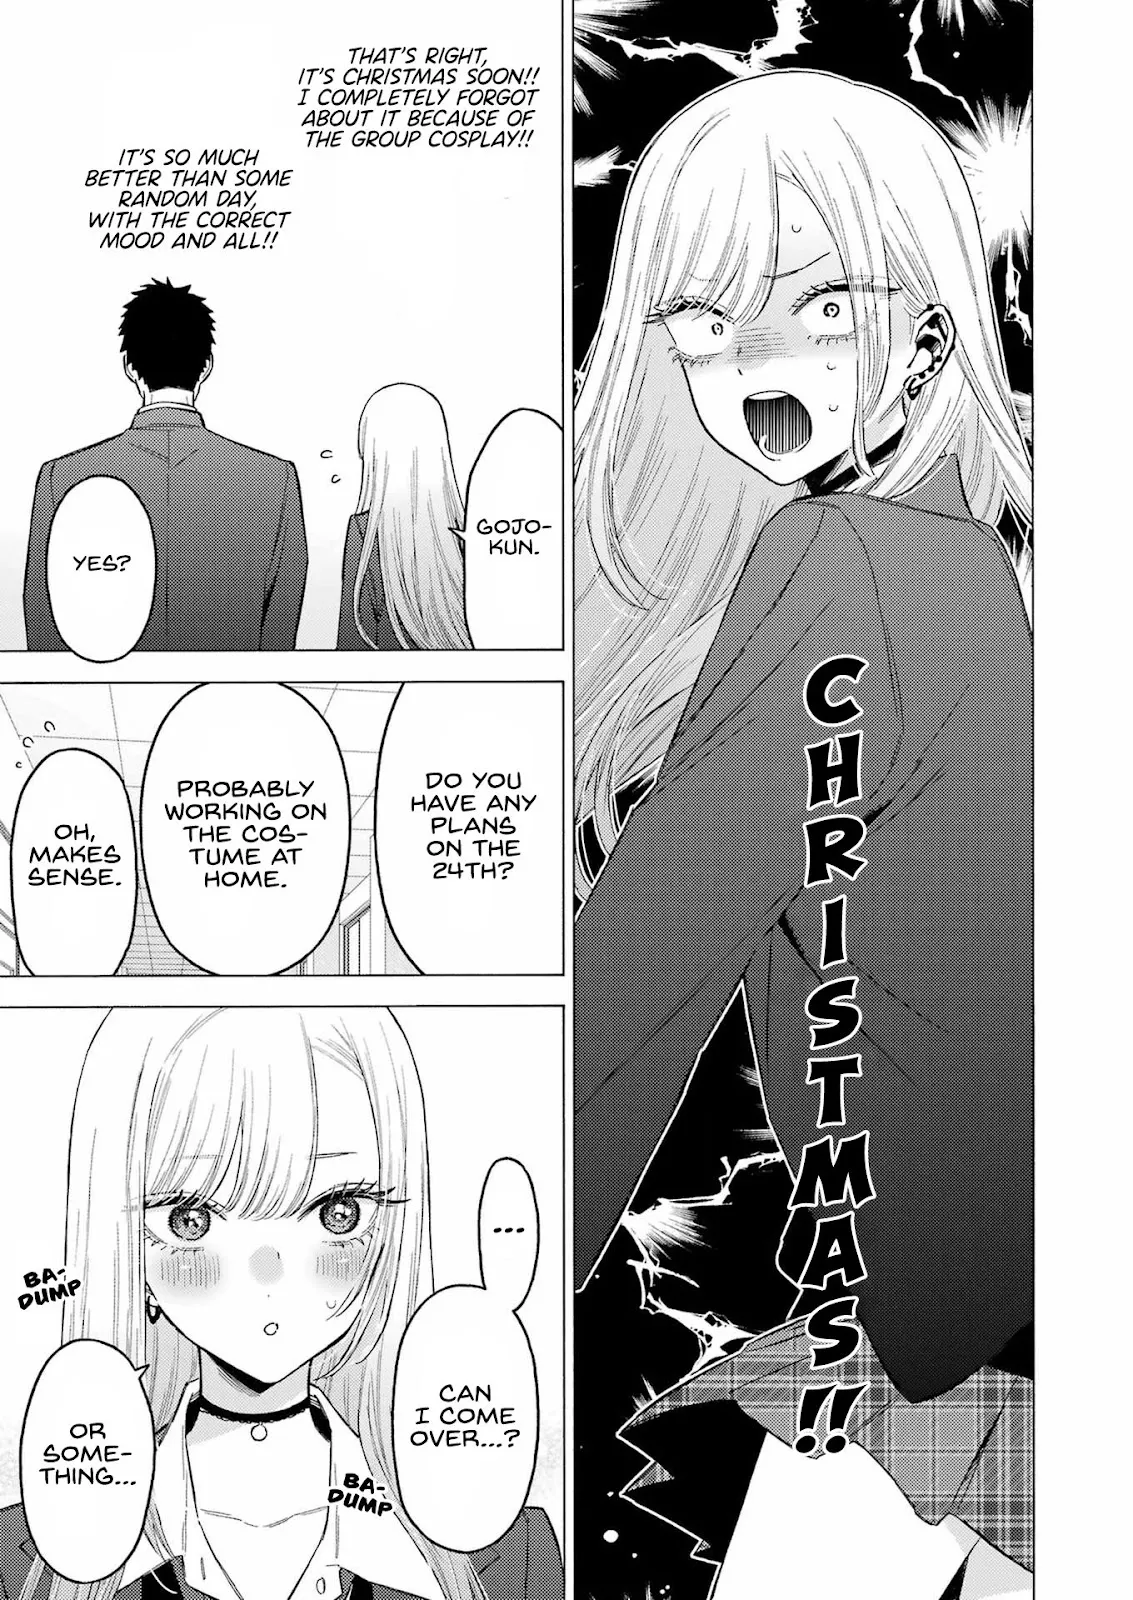 CHRISTMAS!!
THAT'S RIGHT,
IT'S CHRISTMAS SOON!!
I COMPLETELY FORGOT
ABOUT IT BECAUSE OF
THE GROUP COSPLAY!!
IT'S SO MUCH
BETTER THAN SOME
RANDOM DAY,
WITH THE CORRECT
MOOD AND ALL!!
GOJO-
KUN.
YES?
DO YOU
HAVE ANY
PLANS
ON THE
24TH?
PROBABLY
WORKING ON
THE COS-
TUME AT
HOME.
OH,
MAKES
SENSE.
....
CAN
I COME
OVER...?
BA-
DUMP
BA-
DUMP
OR
SOME-
THING...